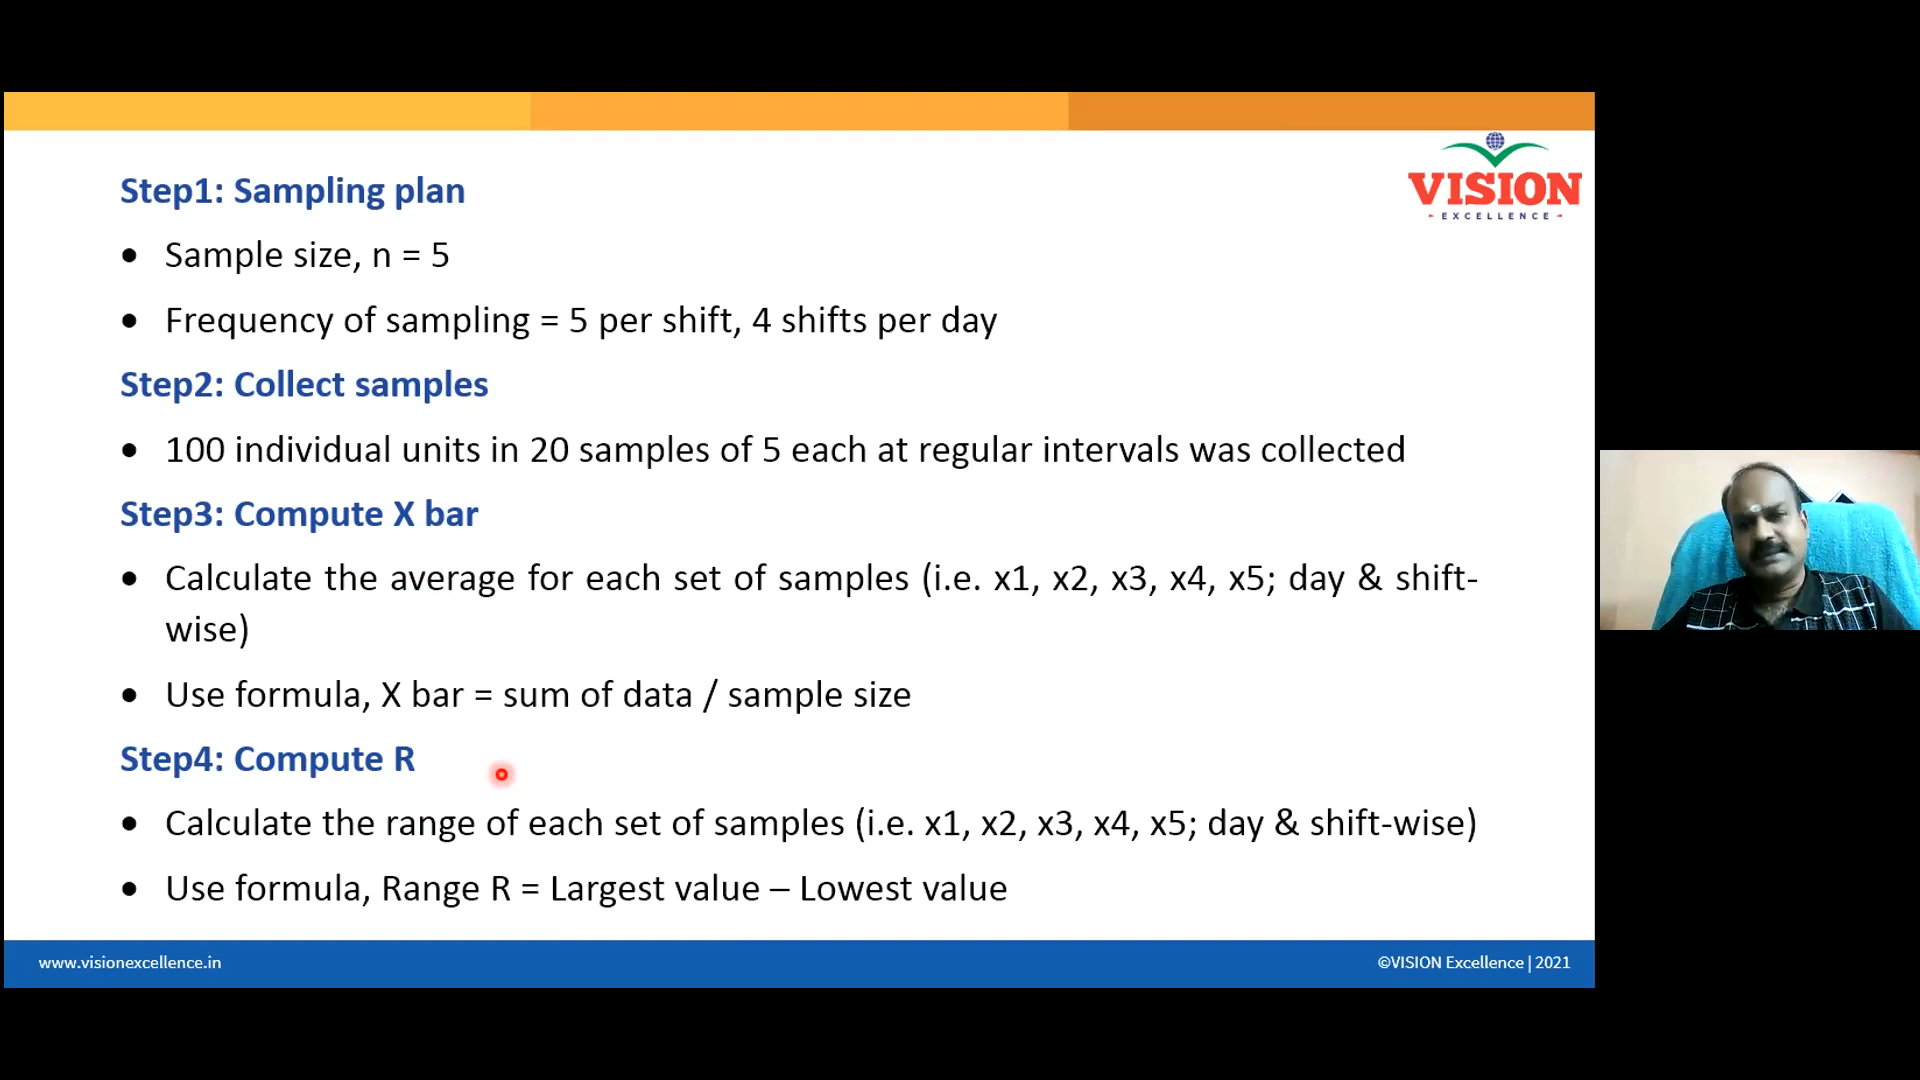 VISION
EXCELLENCE
Step1: Sampling plan
• Sample size, n = 5
• Frequency of sampling = 5 per shift, 4 shifts per day
Step2: Collect samples
• 100 individual units in 20 samples of 5 each at regular intervals was collected
Step3: Compute X bar
• Calculate the average for each set of samples (i.e. x1, x2, x3, x4, x5; day & shift-
wise)
• Use formula, X bar = sum of data / sample size
Step4: Compute R
• Calculate the range of each set of samples (i.e. x1, x2, x3, x4, x5; day & shift-wise)
• Use formula, Range R = Largest value – Lowest value
www.visionexcellence.in
©VISION Excellence | 2021